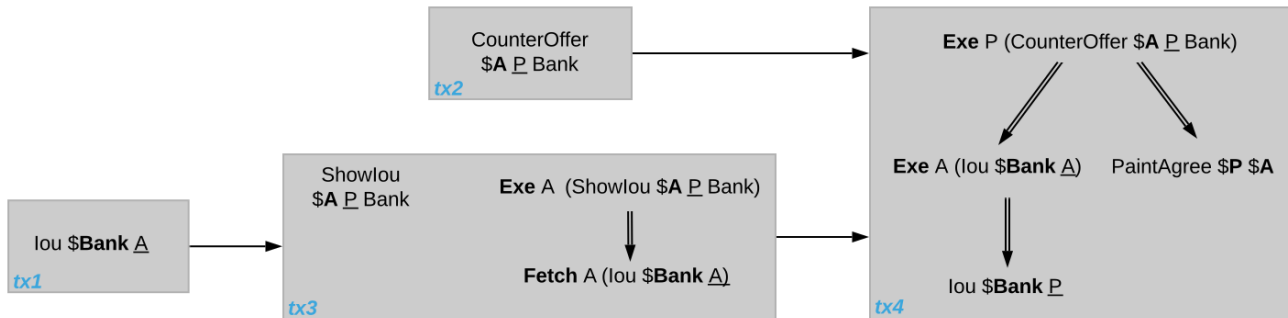 CounterOffer
$A P Bank
tx2
Exe P (CounterOffer $A P Bank)
Exe A (Iou $Bank A)
PaintAgree $P $A
Iou $Bank P
tx4
ShowIou
$A P Bank
Exe A (ShowIou $A P Bank)
Fetch A (Iou $Bank A)
tx3
Iou $Bank A
tx1